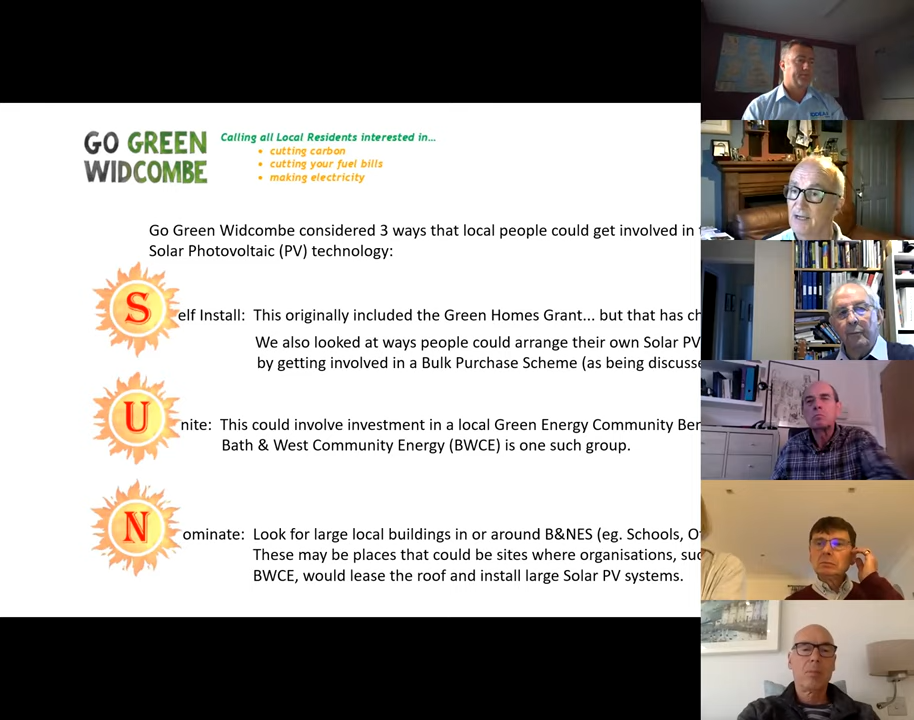 GO GREEN
WIDCOMBE
Calling all Local Residents interested in...
• cutting carbon
• cutting your fuel bills
• making electricity
Go Green Widcombe considered 3 ways that local people could get involved in
Solar Photovoltaic (PV) technology:
Self Install: This originally included the Green Homes Grant... but that has
We also looked at ways people could arrange their own Solar PV
by getting involved in a Bulk Purchase Scheme (as being
Unite: This could involve investment in a local Green Energy Community
Bath & West Community Energy (BWCE) is one such group.
Nominate: Look for large local buildings in or around B&NES (eg. Schools,
These may be places that could be sites where organisations,
BWCE, would lease the roof and install large Solar PV systems.